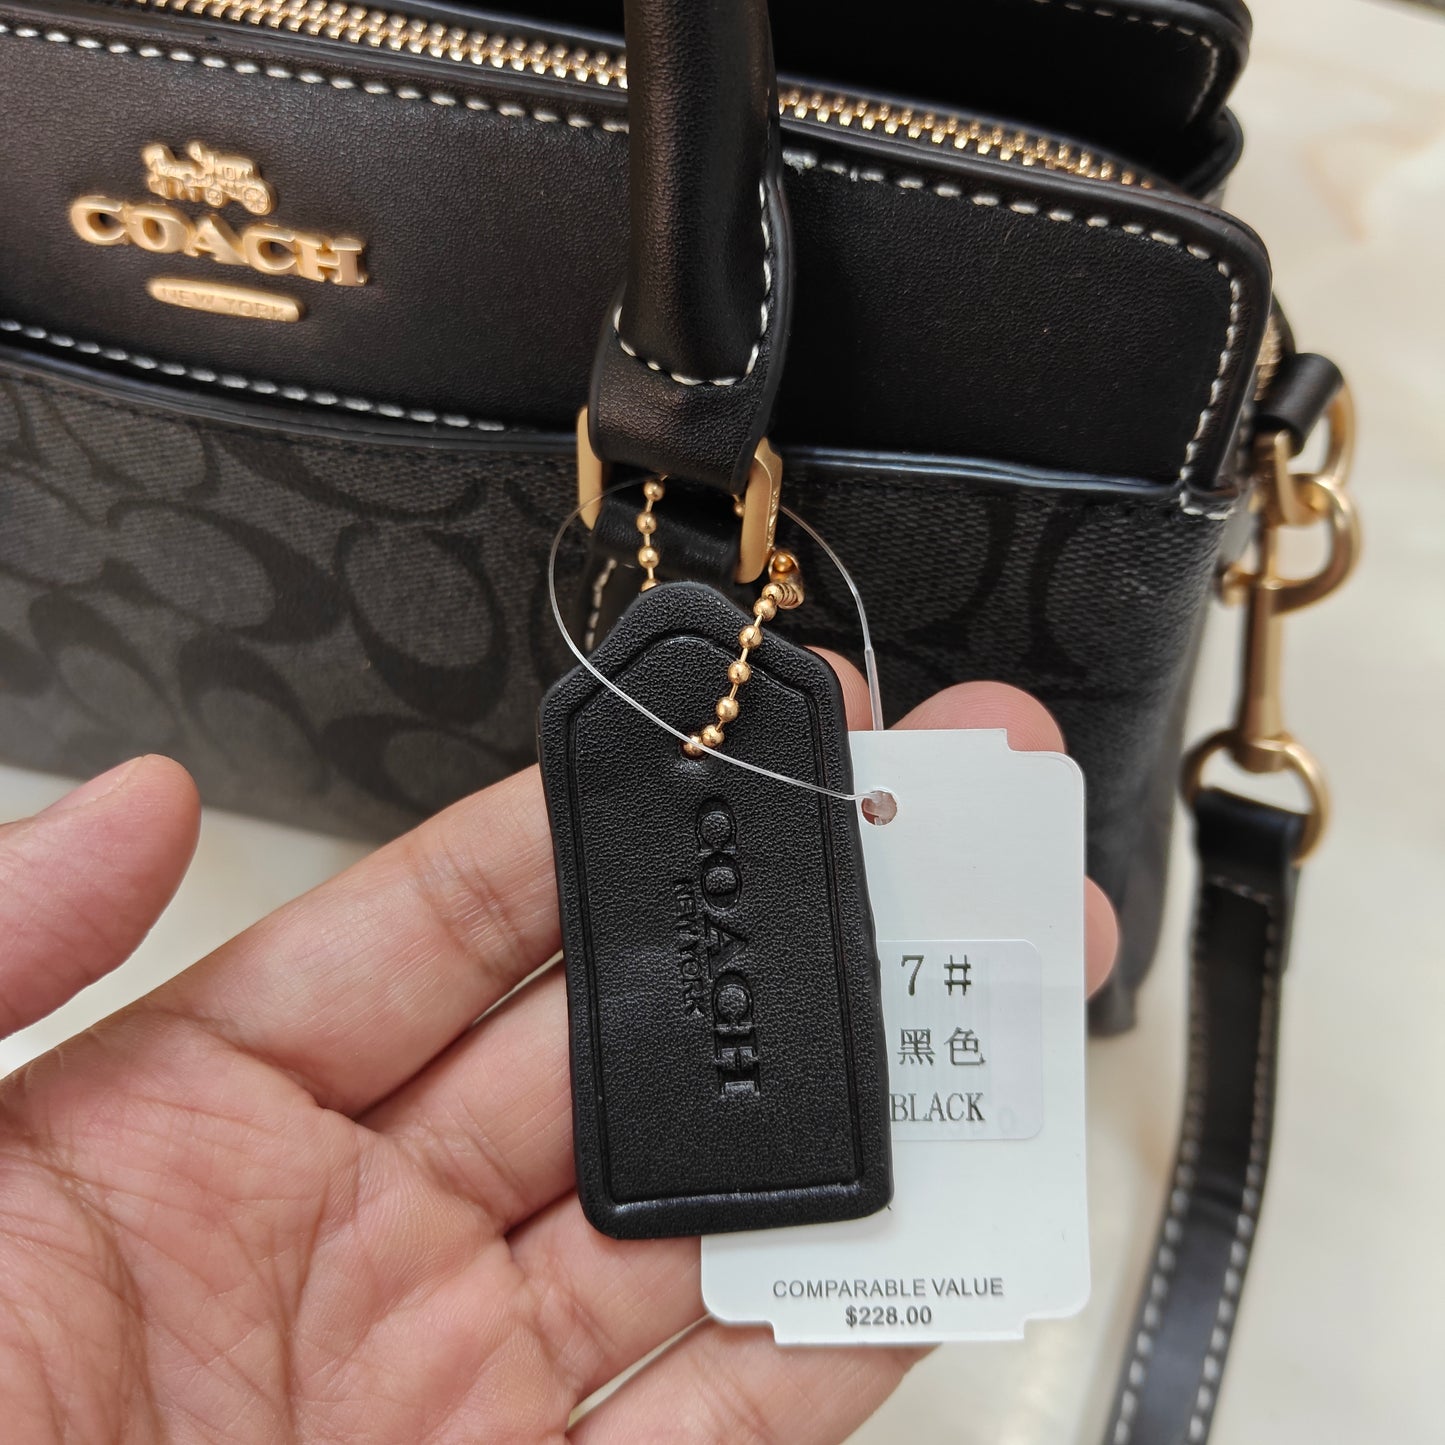 COACH
NEW YORK
COACH
NEW YORK
7#
黑色
BLACK
COMPARABLE VALUE
$228.00